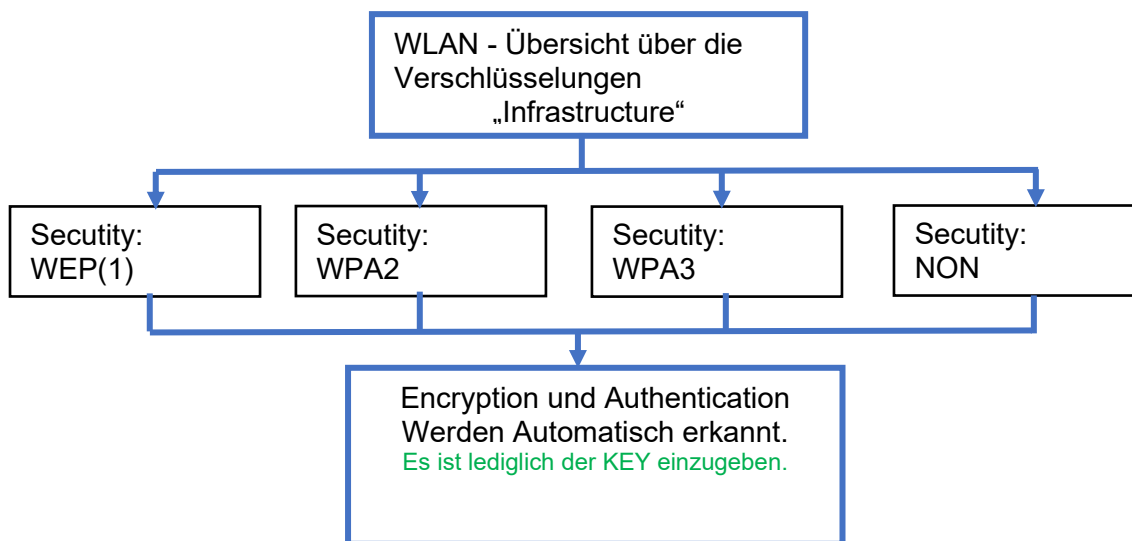 WLAN - Übersicht über die
Verschlüsselungen
„Infrastructure“
Secutity:
WEP(1)
Secutity:
WPA2
Secutity:
WPA3
Secutity:
NON
Encryption und Authentication
Werden Automatisch erkannt.
Es ist lediglich der KEY einzugeben.